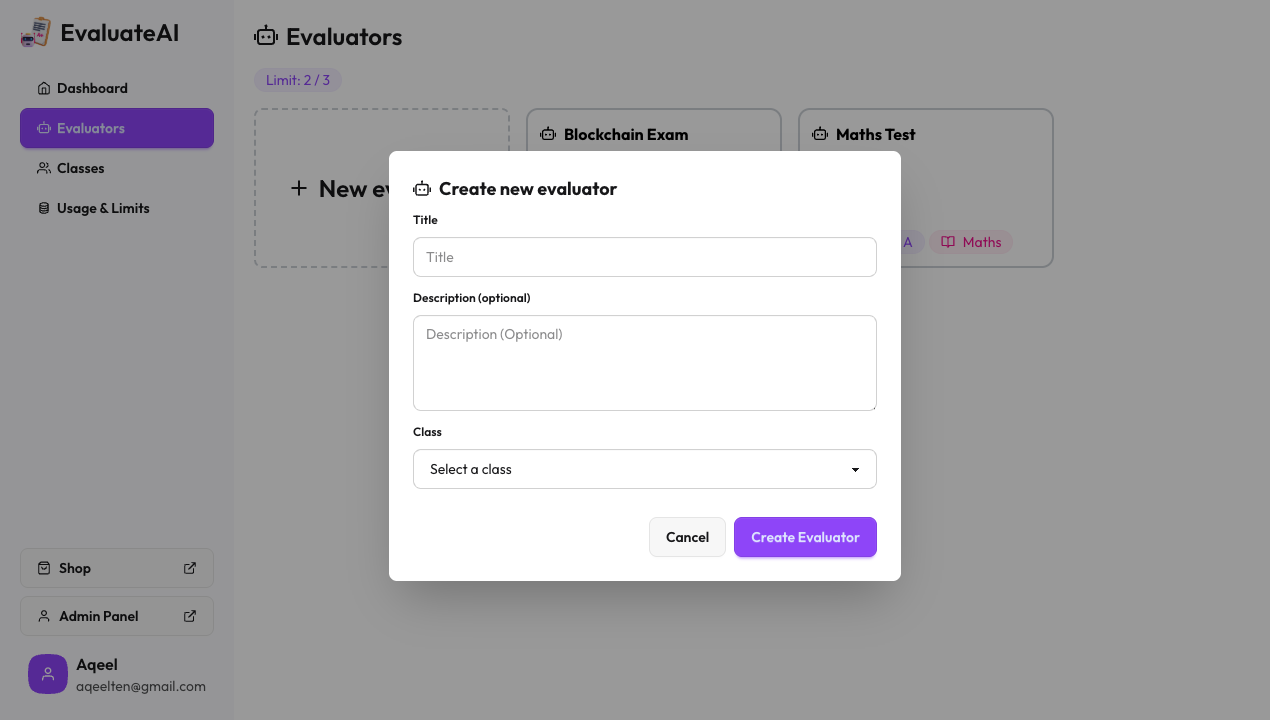 EvaluateAI
Dashboard
Evaluators
Classes
Usage & Limits
Shop
Admin Panel
Aqeel
aqeelten@gmail.com
Evaluators
Limit: 2 / 3
New
Blockchain Exam
Maths Test
A
Maths
Create new evaluator
Title
Title
Description (optional)
Description (Optional)
Class
Select a class
Cancel
Create Evaluator